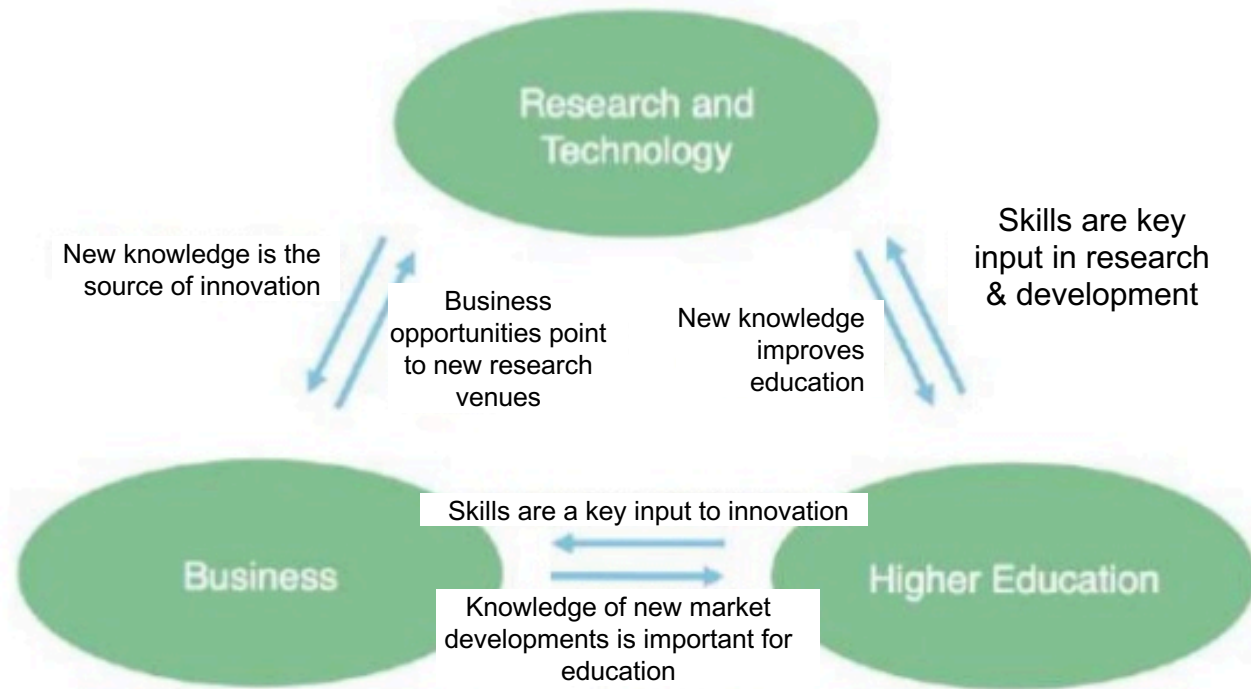 Research and
Technology
New knowledge is the
source of innovation
Business
opportunities point
to new research
venues
New knowledge
improves
education
Skills are key
input in research
& development
Skills are a key input to innovation
Business
Higher Education
Knowledge of new market
developments is important for
education